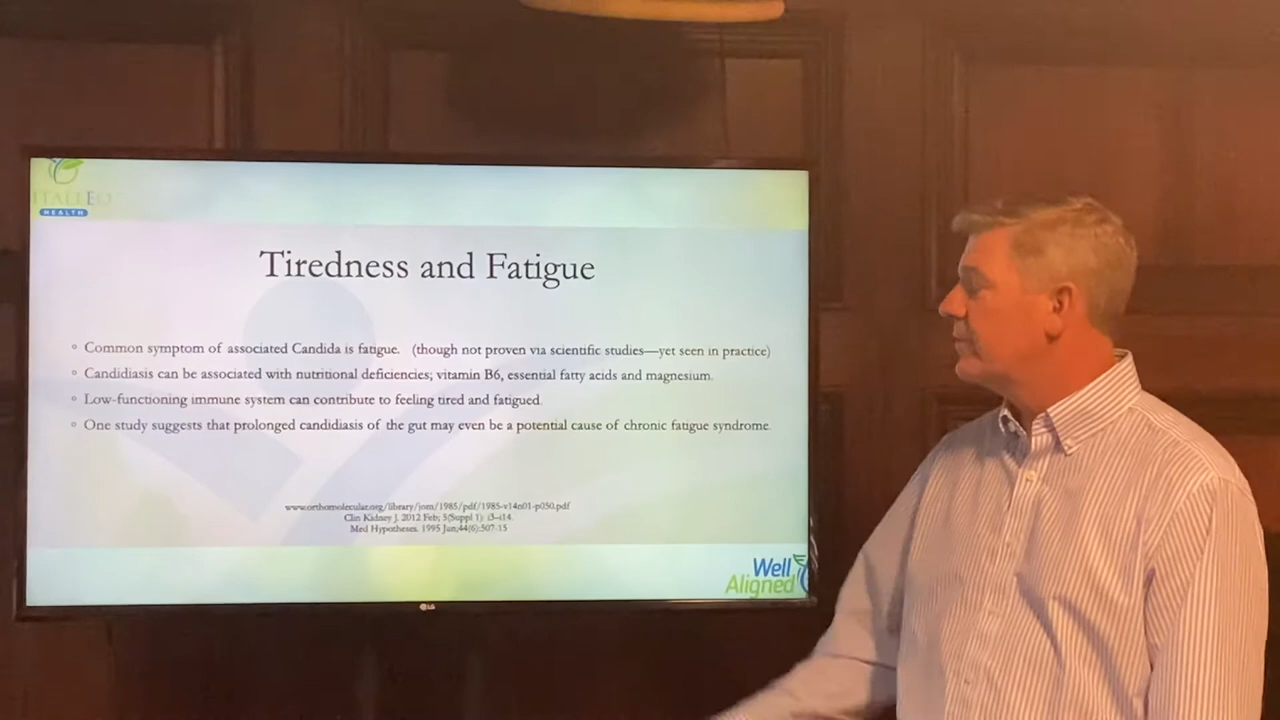 HEALTH
Tiredness and Fatigue
° Common symptom of associated Candida is fatigue. (though not proven via scientific studies—yet seen in practice)
° Candidiasis can be associated with nutritional deficiencies; vitamin B6, essential fatty acids and magnesium.
° Low-functioning immune system can contribute to feeling tired and fatigued.
° One study suggests that prolonged candidiasis of the gut may even be a potential cause of chronic fatigue syndrome.
www.orthomolecular.org/library/jom/1985/pdf/1985-v14n01-p050.pdf
Clin Kidney J. 2012 Feb; 5(Suppl 1): i3–i14.
Med Hypotheses. 1995 Jun;44(6):507-15
Well
Aligned
LG